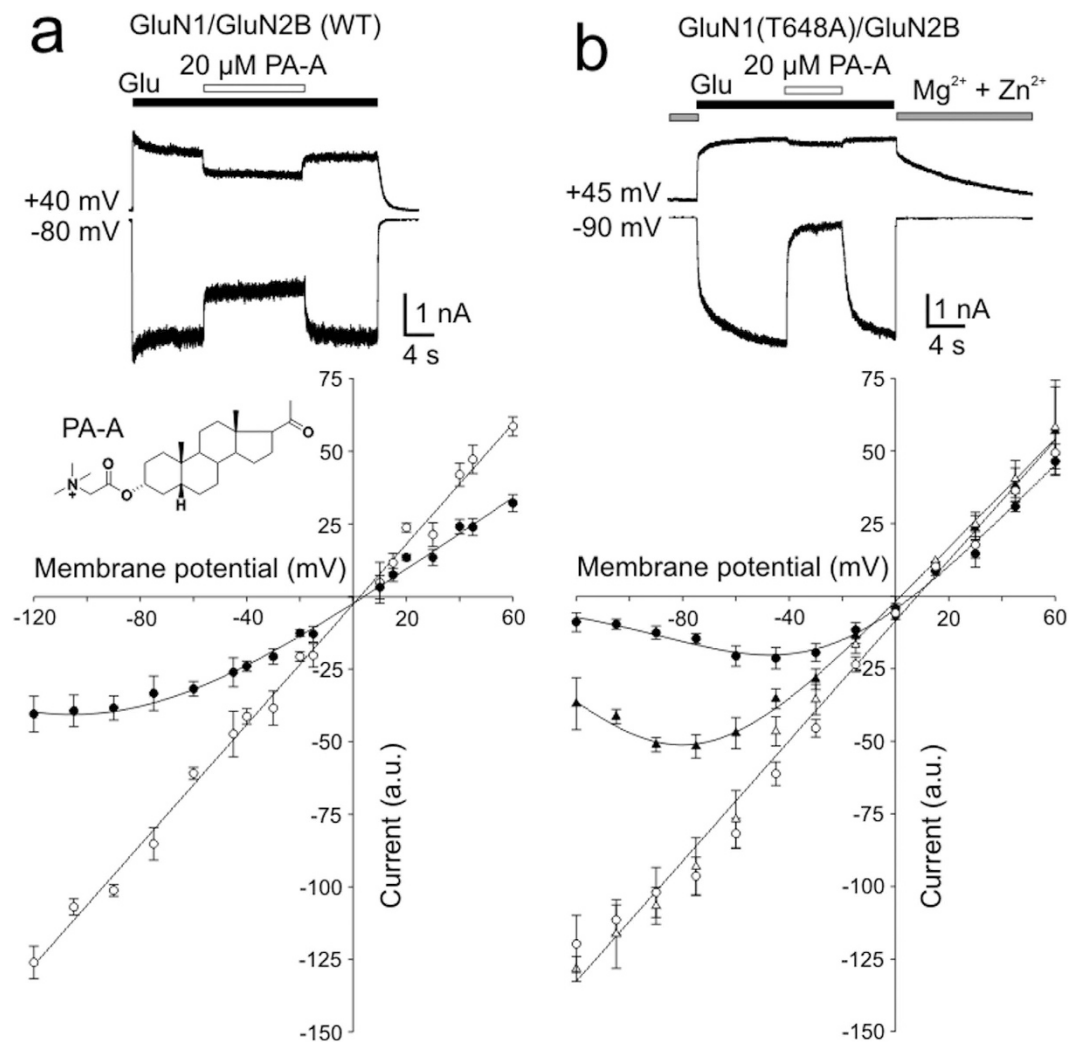 a
GluN1/GluN2B (WT)
20 µM PA-A
Glu
+40 mV
-80 mV
1 nA
4 s
PA-A
N
+
O
O
O
H
75
50
25
Membrane potential (mV)
-120
-80
-40
20
40
60
-25
-50
-75
-100
-125
-150
Current (a.u.)
b
GluN1(T648A)/GluN2B
20 µM PA-A
Glu
Mg²⁺ + Zn²⁺
+45 mV
-90 mV
1 nA
4 s
75
50
25
Membrane potential (mV)
-80
-40
20
40
60
-25
-50
-75
-100
-125
-150
Current (a.u.)